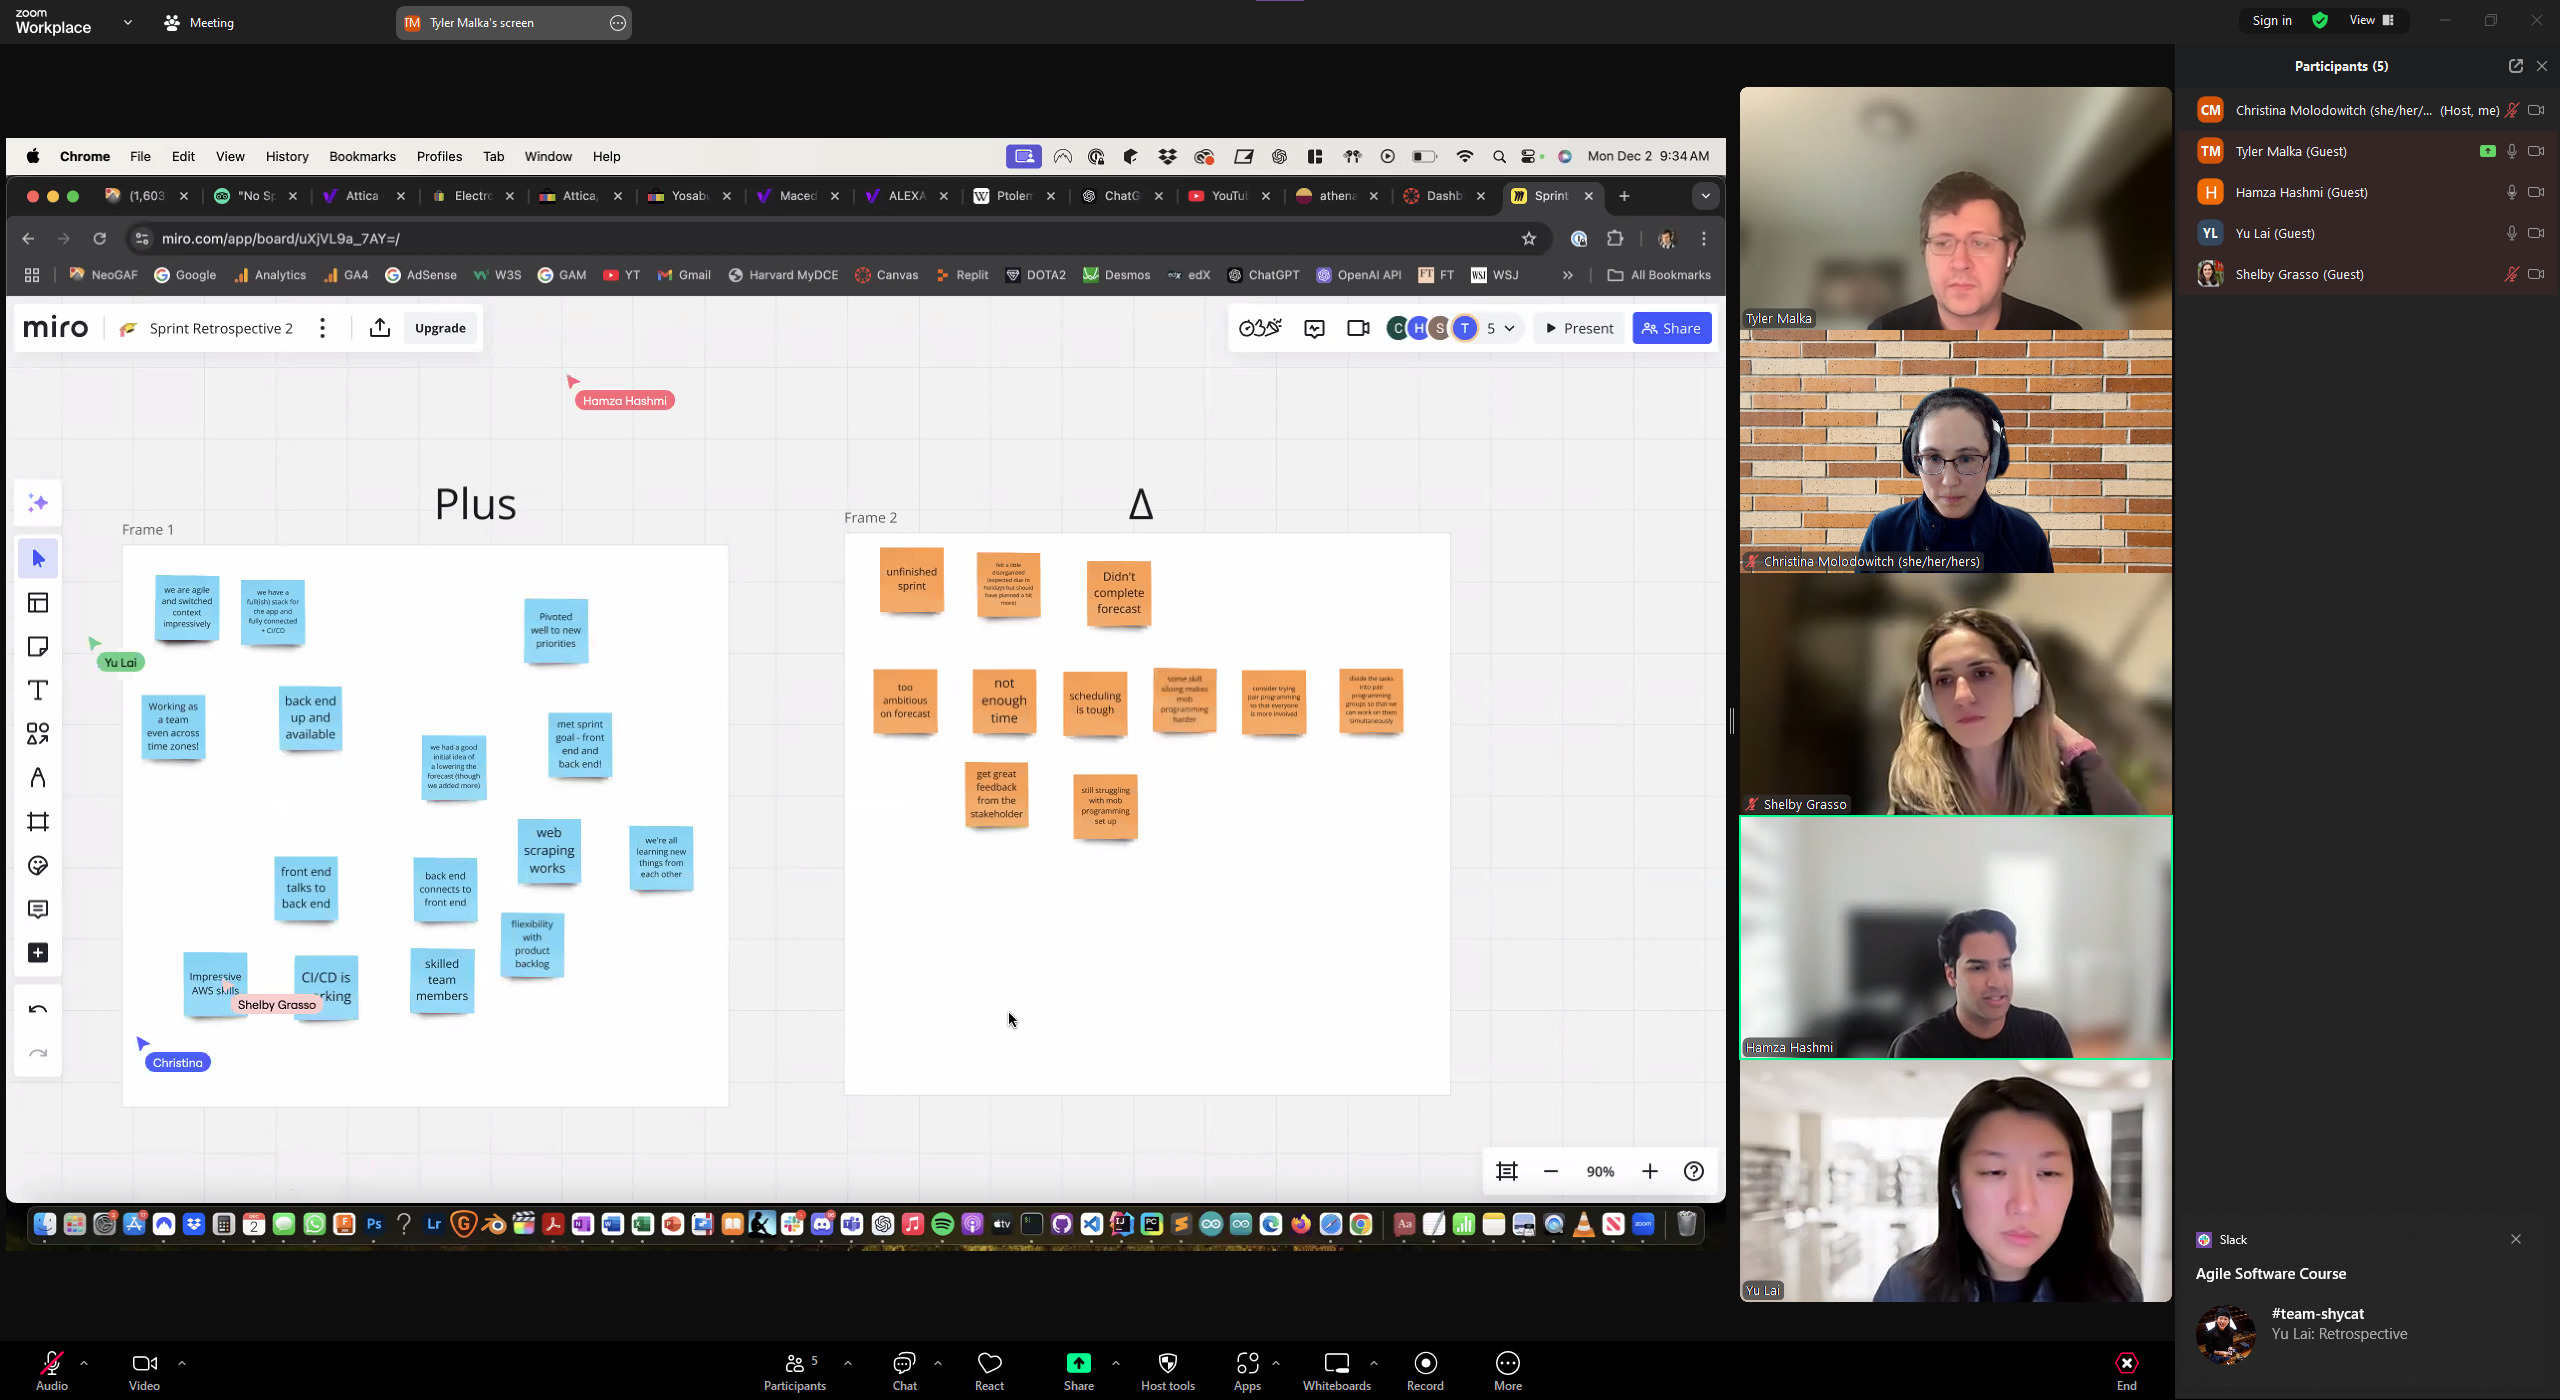 zoom
Workplace
Meeting
TM Tyler Malka's screen
Sign in
View
Participants (5)
CM Christina Molodowitch (she/her/... (Host, me)
TM Tyler Malka (Guest)
H Hamza Hashmi (Guest)
YL Yu Lai (Guest)
Shelby Grasso (Guest)
Chrome File Edit View History Bookmarks Profiles Tab Window Help
Mon Dec 2 9:34 AM
(1,603
"No Sp
Attica
Electro
Attica,
Yosabu
Maced
ALEXA
Ptolem
ChatG
YouTu
athena
Dashb
Sprint
miro.com/app/board/uXjVL9a_7AY=/
NeoGAF Google Analytics GA4 AdSense W3S GAM YT Gmail Harvard MyDCE Canvas Replit DOTA2 Desmos edX ChatGPT OpenAI API FT WSJ
All Bookmarks
miro
Sprint Retrospective 2
Upgrade
C H S T 5
Present
Share
Hamza Hashmi
Plus
Frame 1
we are agile
and switched
context
impressively
we have a
full(ish) stack for
the app and
fully connected
+ CI/CD
Pivoted
well to new
priorities
Yu Lai
Working as
a team
even across
time zones!
back end
up and
available
we had a good
initial idea of
a lowering the
forecast (though
we added more)
met sprint
goal - front
end and
back end!
web
scraping
works
we're all
learning new
things from
each other
front end
talks to
back end
back end
connects to
front end
fliexibility
with
product
backlog
Impressive
AWS skills
CI/CD is
rking
skilled
team
members
Shelby Grasso
Christina
Δ
Frame 2
unfinished
sprint
felt a little
disorganized
(expected due to
holidays but should
have planned a bit
more)
Didn't
complete
forecast
too
ambitious
on forecast
not
enough
time
scheduling
is tough
some skill
siloing makes
mob
programming
harder
consider trying
pair programming
so that everyone
is more involved
divide the tasks
into pair
programming
groups so that we
can work on them
simultaneously
get great
feedback
from the
stakeholder
still struggling
with mob
programming
set up
90%
Tyler Malka
Christina Molodowitch (she/her/hers)
Shelby Grasso
Hamza Hashmi
Yu Lai
Slack
Agile Software Course
#team-shycat
Yu Lai: Retrospective
Audio
Video
Participants 5
Chat
React
Share
Host tools
Apps
Whiteboards
Record
More
End